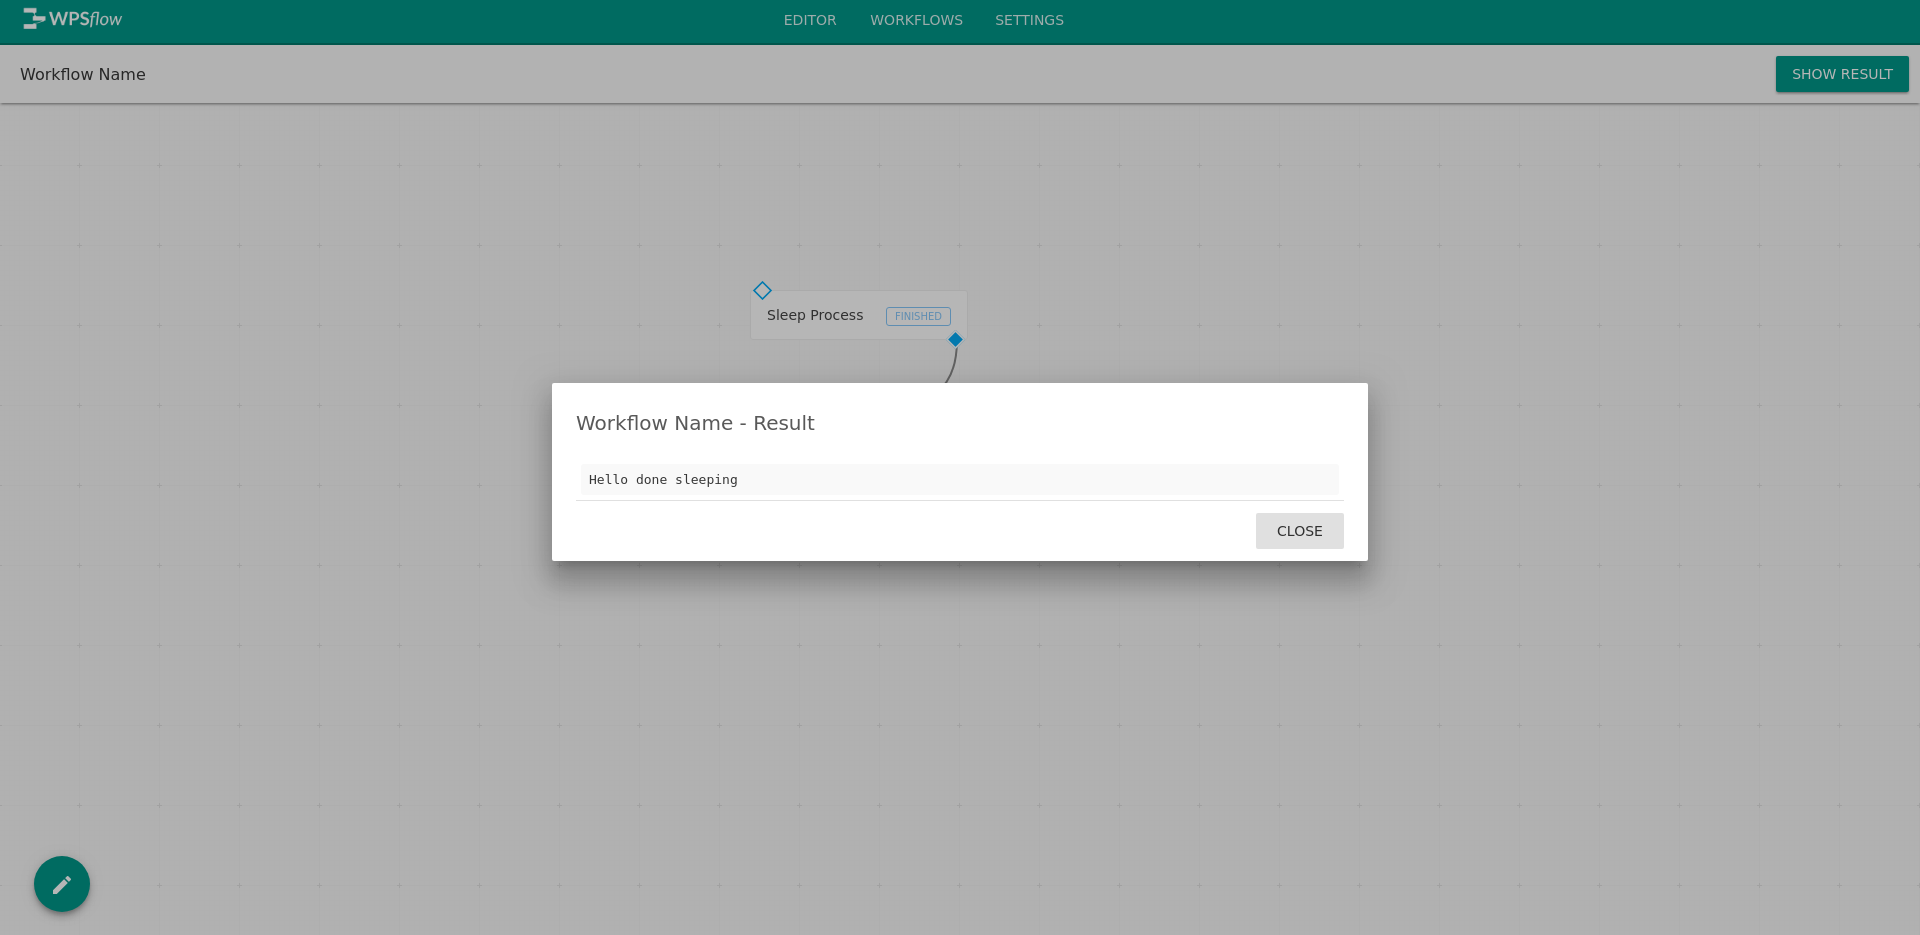 WPSflow
EDITOR WORKFLOWS SETTINGS
Workflow Name
SHOW RESULT
Sleep Process
FINISHED
Workflow Name - Result
Hello done sleeping
CLOSE